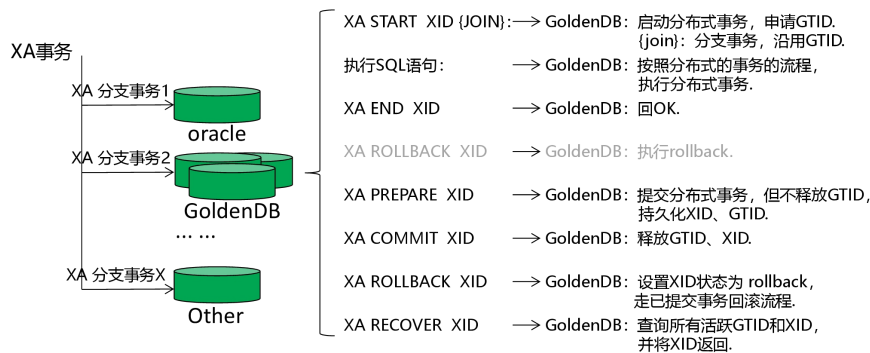 XA事务
XA 分支事务1
oracle
XA 分支事务2
GoldenDB
... ...
XA 分支事务X
Other
XA START XID {JOIN}: → GoldenDB：启动分布式事务，申请GTID.
{join}：分支事务，沿用GTID.
执行SQL语句： → GoldenDB：按照分布式的事务的流程，
执行分布式事务.
XA END XID → GoldenDB：回OK.
XA ROLLBACK XID → GoldenDB：执行rollback.
XA PREPARE XID → GoldenDB：提交分布式事务，但不释放GTID，
持久化XID、GTID.
XA COMMIT XID → GoldenDB：释放GTID、XID.
XA ROLLBACK XID → GoldenDB：设置XID状态为 rollback，
走已提交事务回滚流程.
XA RECOVER XID → GoldenDB：查询所有活跃GTID和XID，
并将XID返回.